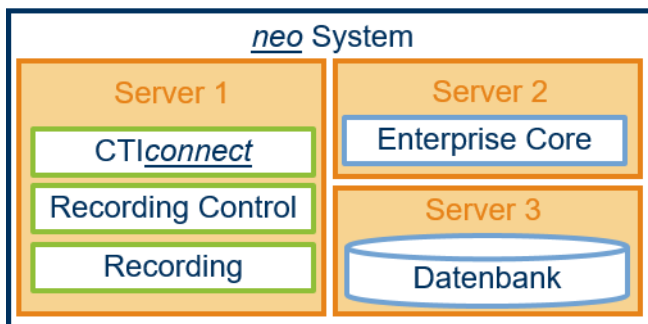 neo System
Server 1
CTIconnect
Recording Control
Recording
Server 2
Enterprise Core
Server 3
Datenbank